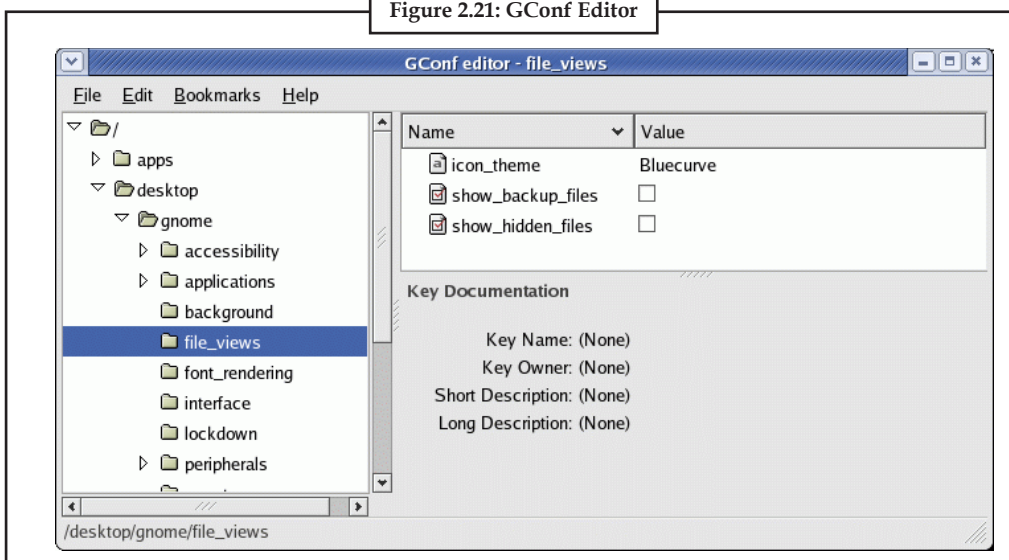 Figure 2.21: GConf Editor
GConf editor - file_views
File Edit Bookmarks Help
/
apps
desktop
gnome
accessibility
applications
background
file_views
font_rendering
interface
lockdown
peripherals
Name Value
icon_theme Bluecurve
show_backup_files
show_hidden_files
Key Documentation
Key Name: (None)
Key Owner: (None)
Short Description: (None)
Long Description: (None)
/desktop/gnome/file_views